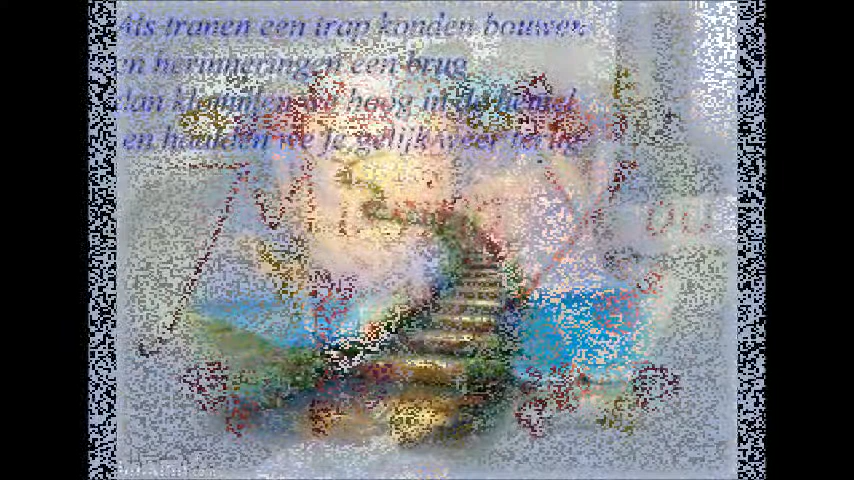 Als tranen een trap konden bouwen
en herinneringen een brug
dan klommen we hoog in de hemel
en haalden we je gelijk weer terug